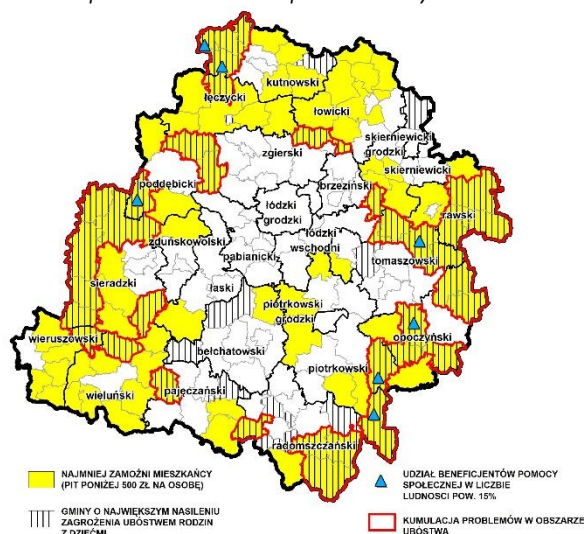 kutnowski
łęczycki
łowicki
skierniewicki
grodzki
zgierski
skierniewicki
poddębicki
brzeziński
rawski
łódzki
grodzki
łódzki
wschodni
zduńskowolski
pabianicki
tomaszowski
sieradzki
łaski
piotrkowski
grodzki
opoczyński
wieruszowski
bełchatowski
piotrkowski
pajęczański
wieluński
radomszczański
NAJMNIEJ ZAMOŻNI MIESZKAŃCY
(PIT PONIŻEJ 500 ZŁ NA OSOBĘ)
GMINY O NAJWIĘKSZYM NASILENIU
ZAGROŻENIA UBÓSTWEM RODZIN
Z DZIEĆMI
UDZIAŁ BENEFICJENTÓW POMOCY
SPOŁECZNEJ W LICZBIE
LUDNOŚCI POW. 15%
KUMULACJA PROBLEMÓW W OBSZARZE
UBÓSTWA